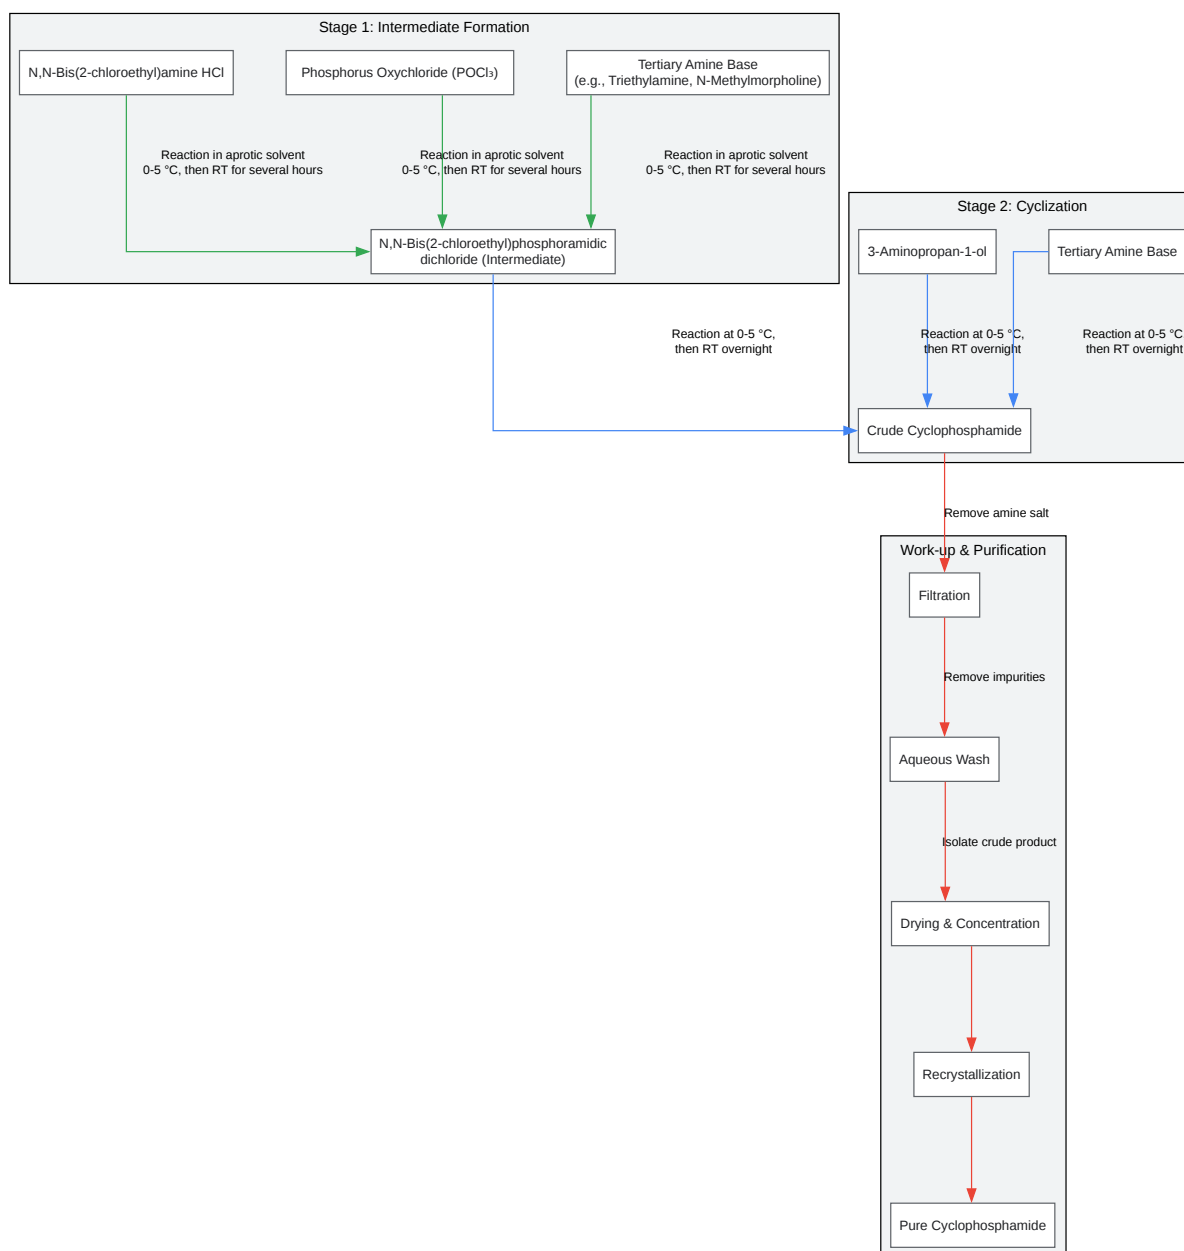 Stage 1: Intermediate Formation
N,N-Bis(2-chloroethyl)amine HCl
Phosphorus Oxychloride (POCl₃)
Tertiary Amine Base
(e.g., Triethylamine, N-Methylmorpholine)
Reaction in aprotic solvent
0-5 °C, then RT for several hours
Reaction in aprotic solvent
0-5 °C, then RT for several hours
Reaction in aprotic solvent
0-5 °C, then RT for several hours
N,N-Bis(2-chloroethyl)phosphoramidic
dichloride (Intermediate)
Stage 2: Cyclization
3-Aminopropan-1-ol
Tertiary Amine Base
Reaction at 0-5 °C,
then RT overnight
Reaction at 0-5 °C,
then RT overnight
Reaction at 0-5 °C
then RT overnight
Crude Cyclophosphamide
Remove amine salt
Work-up & Purification
Filtration
Remove impurities
Aqueous Wash
Isolate crude product
Drying & Concentration
Recrystallization
Pure Cyclophosphamide